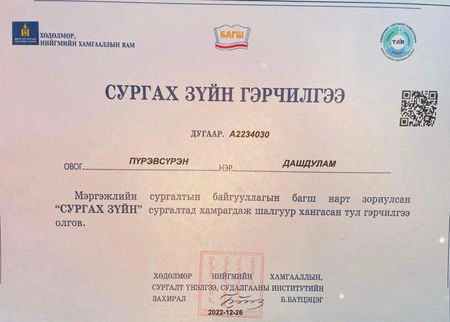 ХӨДӨЛМӨР,
НИЙГМИЙН ХАМГААЛЛЫН ЯАМ
БАГШ
СУРГАХ ЗҮЙН ГЭРЧИЛГЭЭ
ДУГААР. А2234030
ОВОГ ПҮРЭВСҮРЭН НЭР ДАШДУЛАМ
Мэргэжлийн сургалтын байгууллагын багш нарт зориулсан
“СУРГАХ ЗҮЙН” сургалтад хамрагдаж шалгуур хангасан тул гэрчилгээ
олгов.
ХӨДӨЛМӨР НИЙГМИЙН ХАМГААЛЛЫН,
СУРГАЛТ ҮНЭЛГЭЭ, СУДАЛГААНЫ ИНСТИТУТИЙН
ЗАХИРАЛ Б.БАТЦЭЦЭГ
2022-12-26